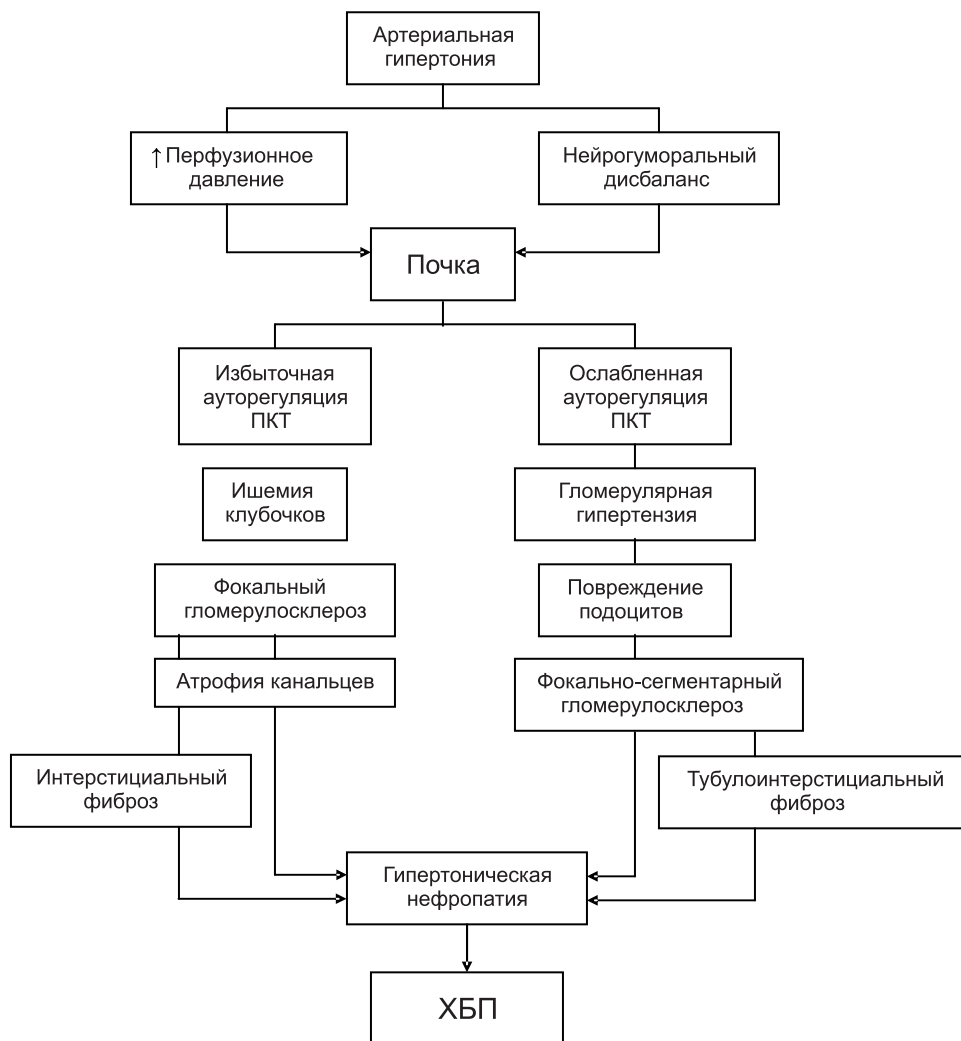 Артериальная
гипертония
↑ Перфузионное
давление
Нейрогуморальный
дисбаланс
Почка
Избыточная
ауторегуляция
ПКТ
Ослабленная
ауторегуляция
ПКТ
Ишемия
клубочков
Гломерулярная
гипертензия
Фокальный
гломерулосклероз
Повреждение
подоцитов
Атрофия канальцев
Фокально-сегментарный
гломерулосклероз
Интерстициальный
фиброз
Тубулоинтерстициальный
фиброз
Гипертоническая
нефропатия
ХБП